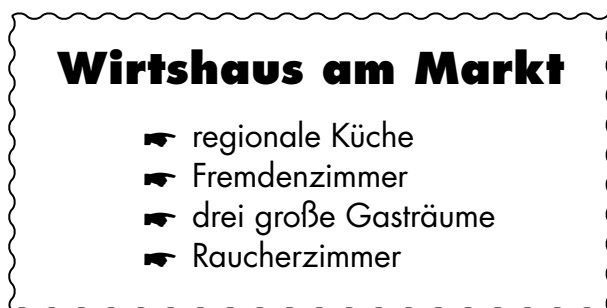 Wirtshaus am Markt
☛ regionale Küche
☛ Fremdenzimmer
☛ drei große Gasträume
☛ Raucherzimmer